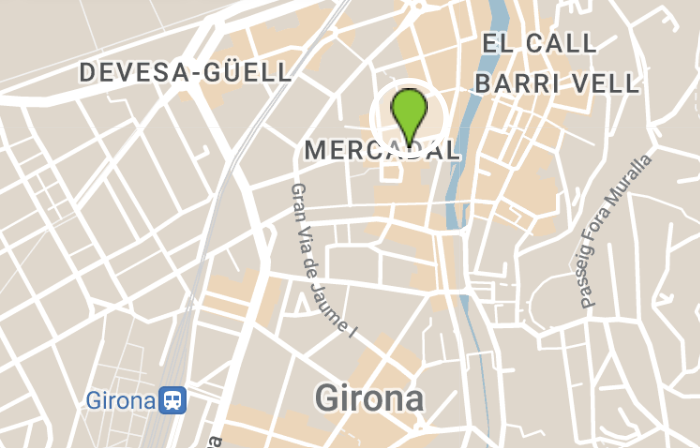 EL CALL
DEVESA-GÜELL
BARRI VELL
MERCADAL
Gran Via de Jaume I
Passeig Fora Muralla
Girona
Girona